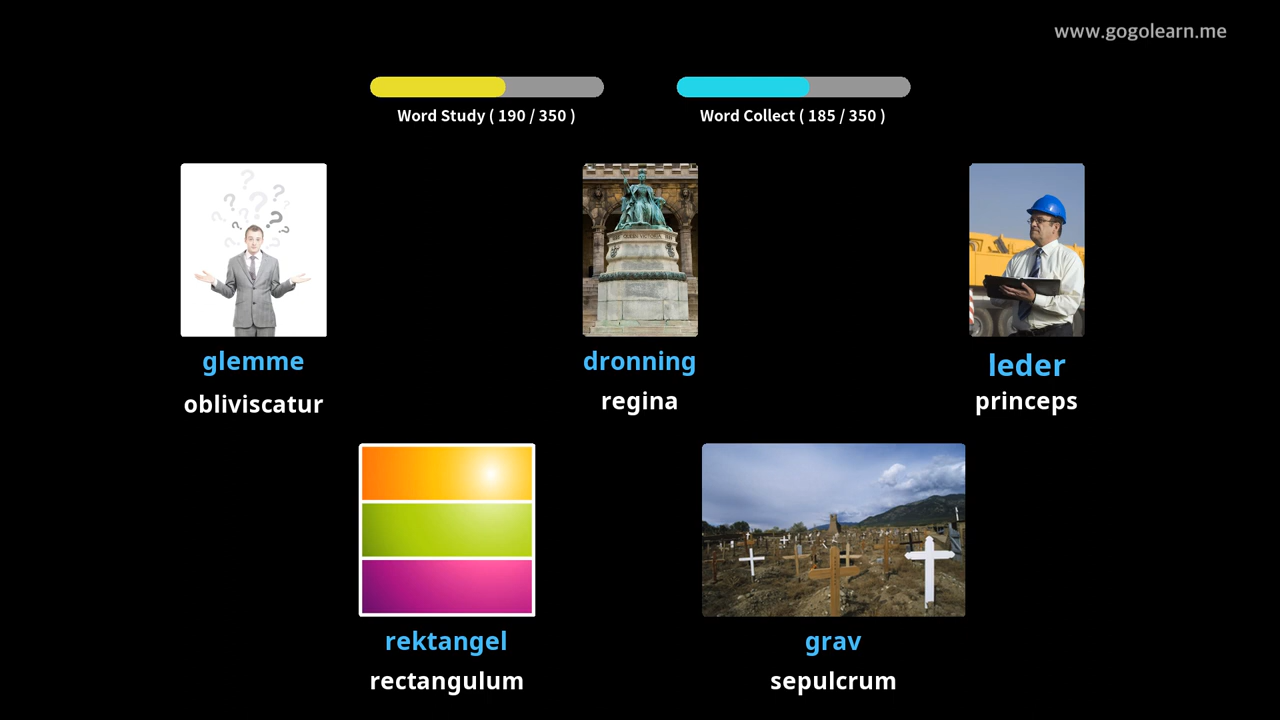 www.gogolearn.me
Word Study ( 190 / 350 )
Word Collect ( 185 / 350 )
glemme
obliviscatur
dronning
regina
leder
princeps
rektangel
rectangulum
grav
sepulcrum